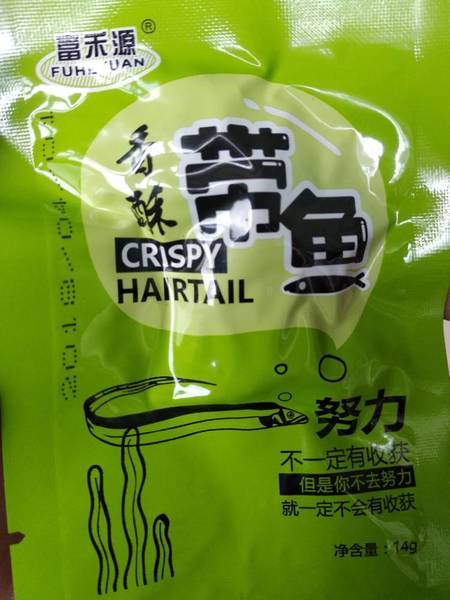 富禾源®
FUHEYUAN
香酥
带鱼
CRISPY
HAIRTAIL
努力
不一定有收获
但是你不去努力
就一定不会有收获
净含量：14g